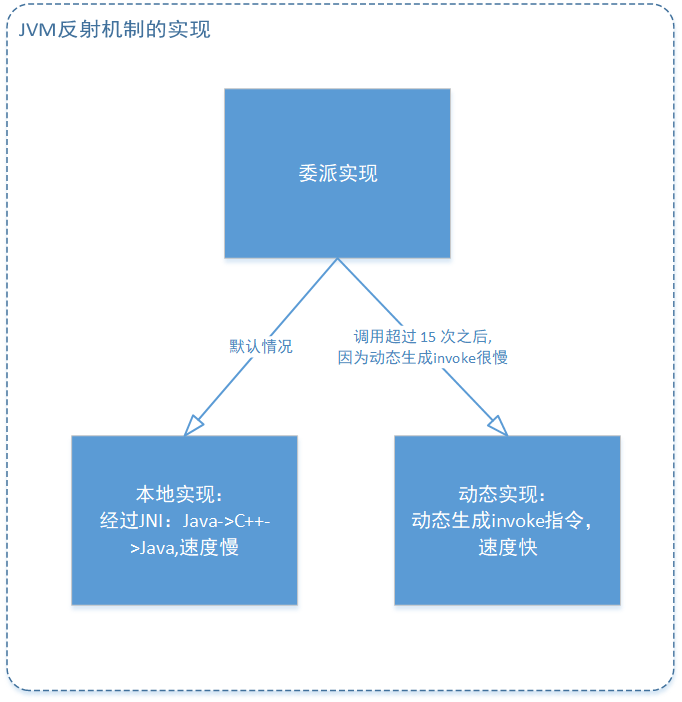 JVM反射机制的实现
委派实现
默认情况
调用超过 15 次之后,
因为动态生成invoke很慢
本地实现：
经过JNI：Java->C++-
>Java,速度慢
动态实现：
动态生成invoke指令，
速度快